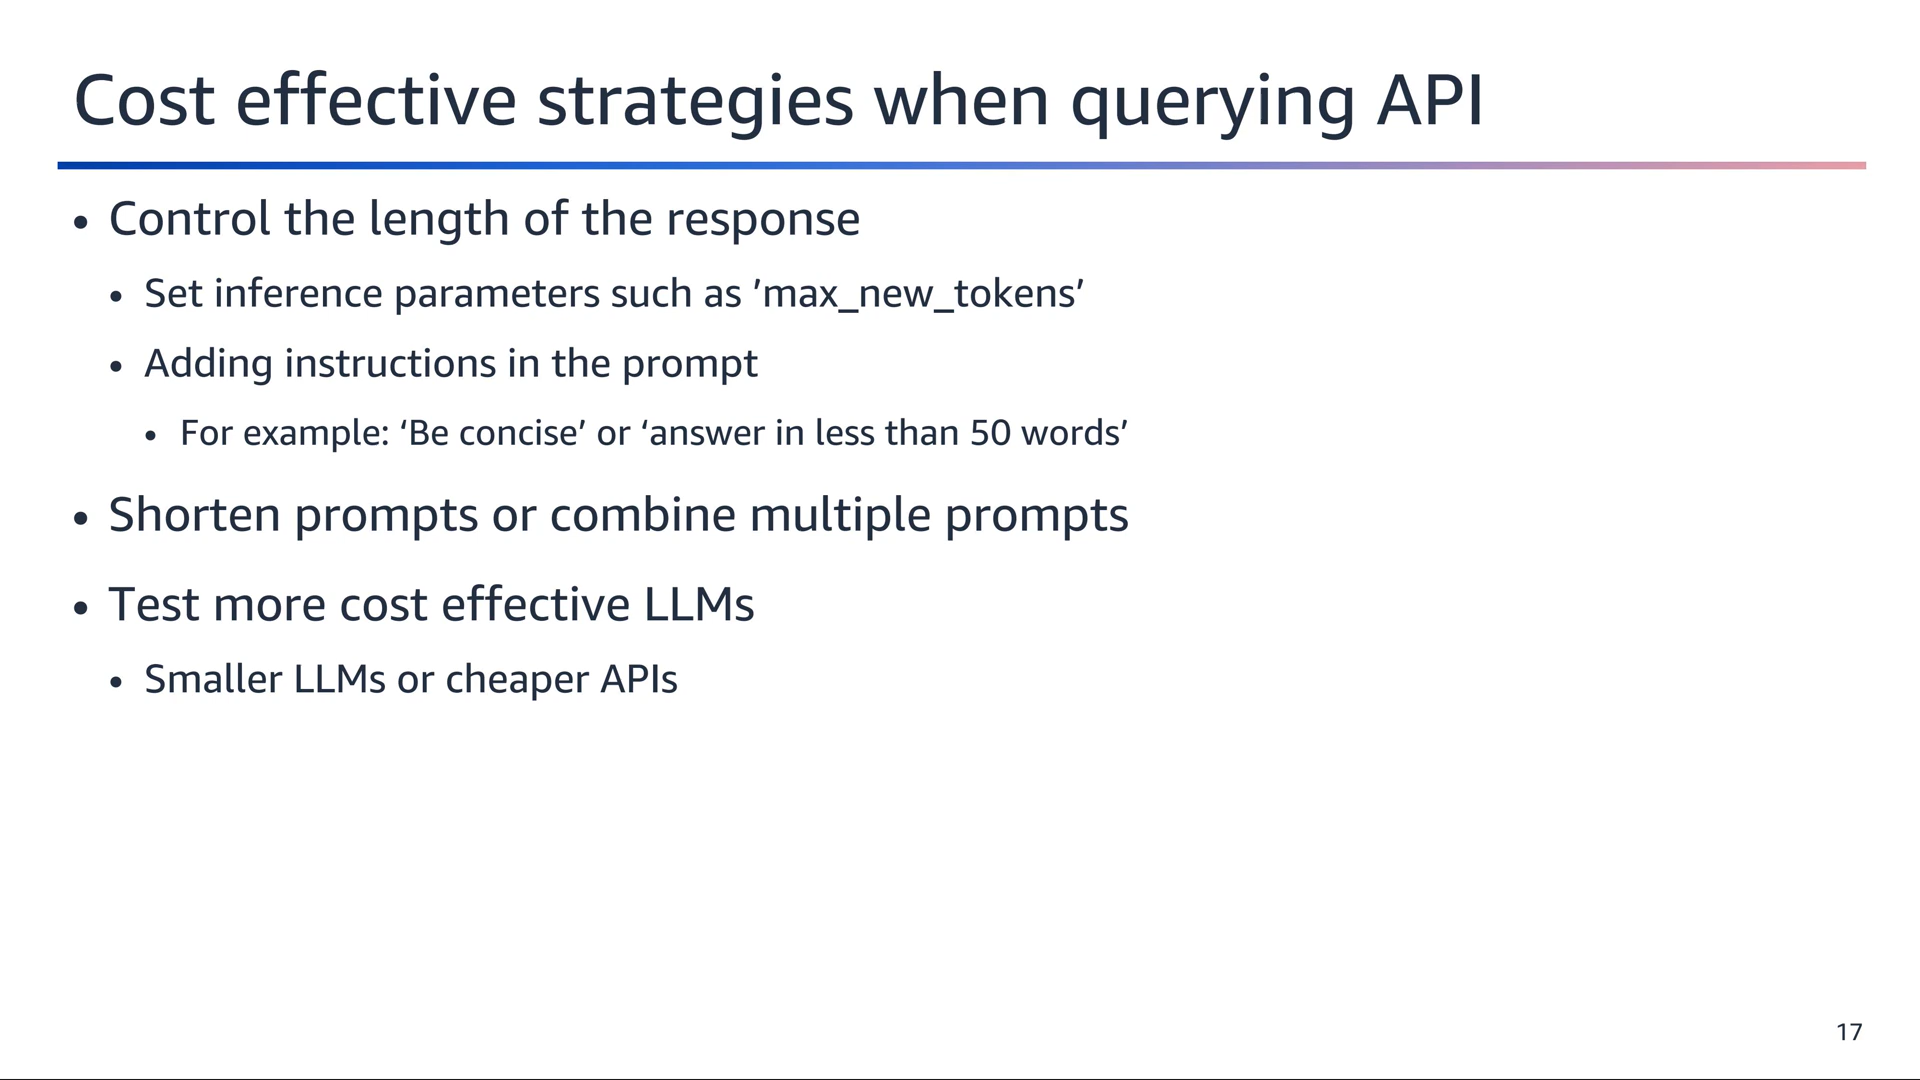 Cost effective strategies when querying API
• Control the length of the response
• Set inference parameters such as ’max_new_tokens’
• Adding instructions in the prompt
• For example: ‘Be concise’ or ‘answer in less than 50 words’
• Shorten prompts or combine multiple prompts
• Test more cost effective LLMs
• Smaller LLMs or cheaper APIs
17